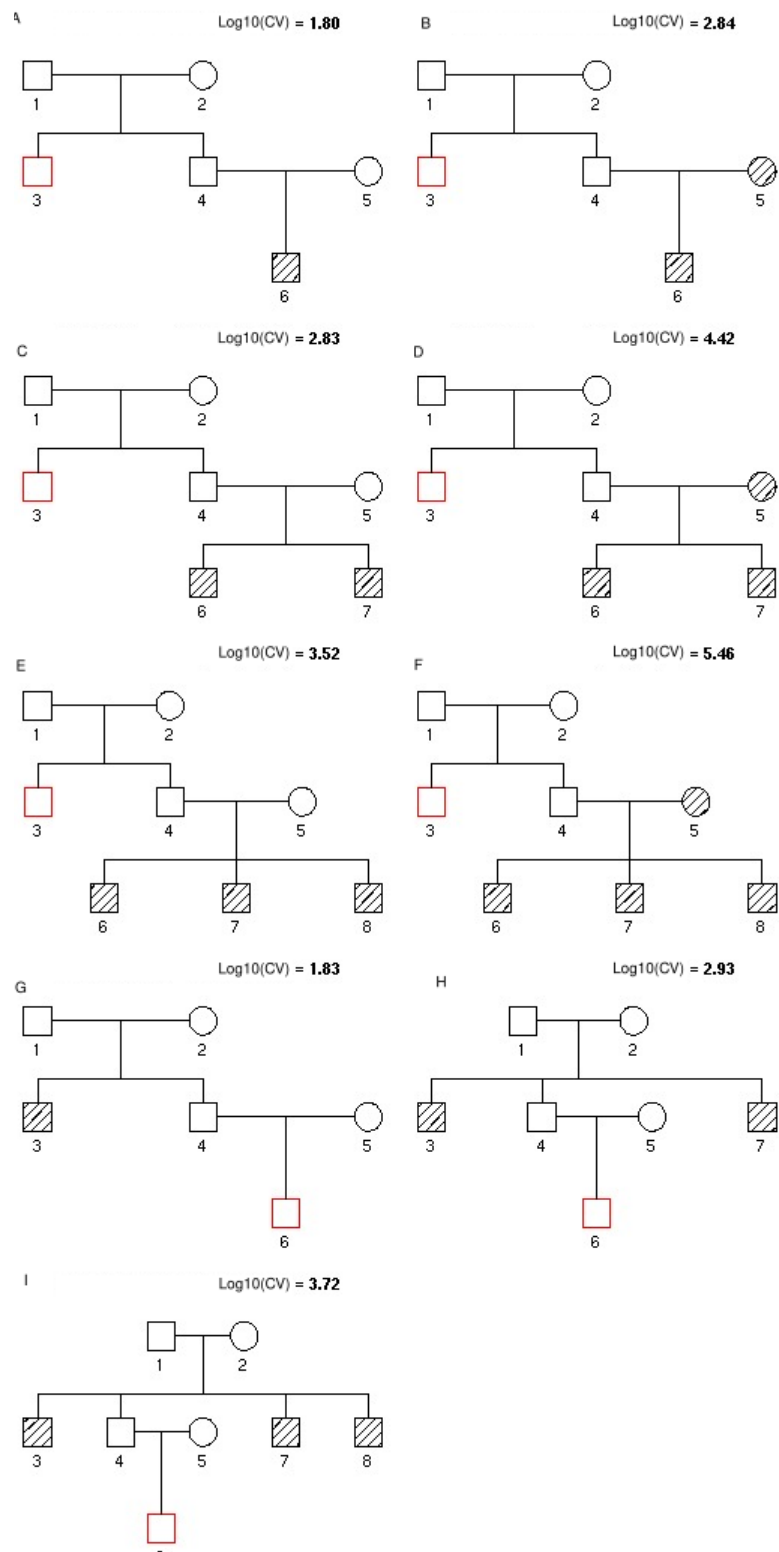 A Log10(CV) = 1.80 B Log10(CV) = 2.84
1 2 1 2
3 4 5 3 4 5
6 6
C Log10(CV) = 2.83 D Log10(CV) = 4.42
1 2 1 2
3 4 5 3 4 5
6 7 6 7
E Log10(CV) = 3.52 F Log10(CV) = 5.46
1 2 1 2
3 4 5 3 4 5
6 7 8 6 7 8
G Log10(CV) = 1.83 H Log10(CV) = 2.93
1 2 1 2
3 4 5 3 4 5 7
6 6
I Log10(CV) = 3.72
1 2
3 4 5 7 8